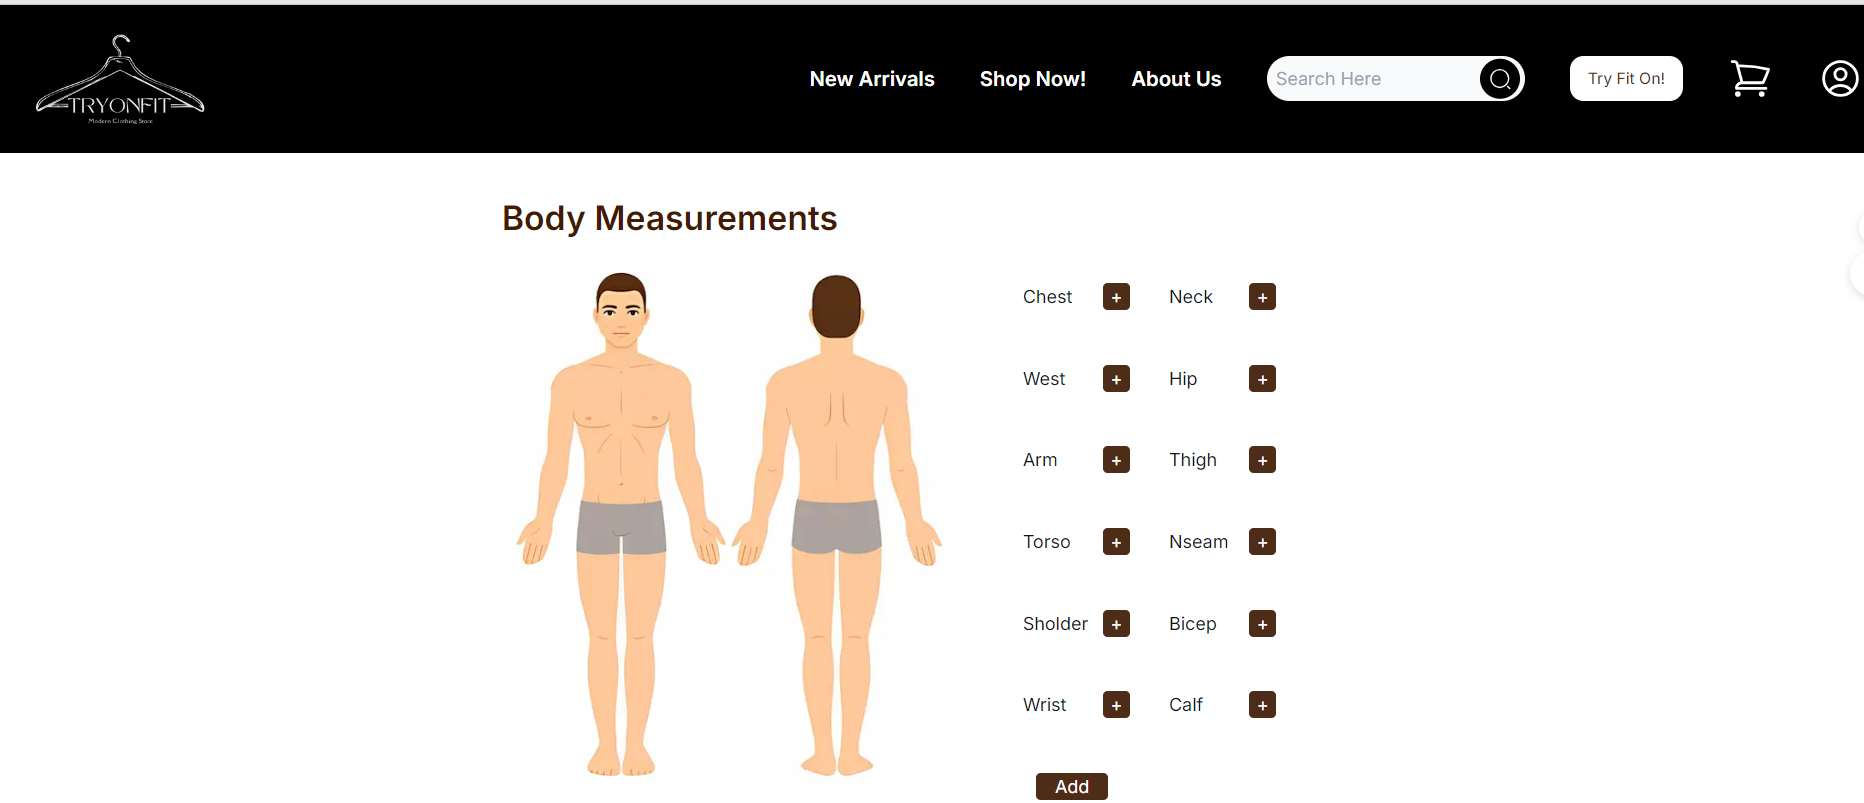 TRYONFIT
Modern Clothing Store
New Arrivals Shop Now! About Us Search Here Try Fit On!
Body Measurements
Chest + Neck +
West + Hip +
Arm + Thigh +
Torso + Nseam +
Sholder + Bicep +
Wrist + Calf +
Add